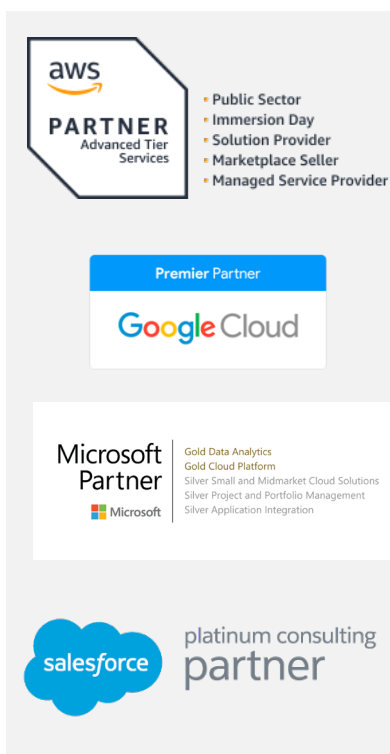 aws
PARTNER
Advanced Tier
Services
Public Sector
Immersion Day
Solution Provider
Marketplace Seller
Managed Service Provider
Premier Partner
Google Cloud
Microsoft
Partner
Microsoft
Gold Data Analytics
Gold Cloud Platform
Silver Small and Midmarket Cloud Solutions
Silver Project and Portfolio Management
Silver Application Integration
salesforce
platinum consulting
partner